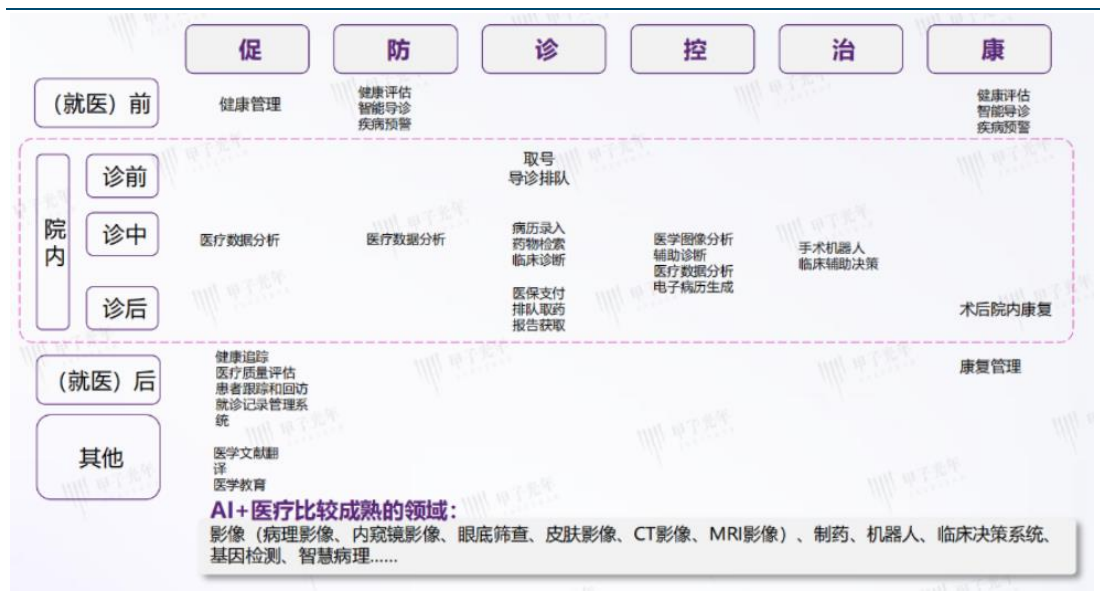 促
防
诊
控
治
康
（就医）前
健康管理
健康评估
智能导诊
疾病预警
健康评估
智能导诊
疾病预警
院内
诊前
取号
导诊排队
诊中
医疗数据分析
医疗数据分析
病历录入
药物检索
临床诊断
医学图像分析
辅助诊断
医疗数据分析
电子病历生成
手术机器人
临床辅助决策
诊后
医保支付
排队取药
报告获取
术后院内康复
（就医）后
健康追踪
医疗质量评估
患者跟踪和回访
就诊记录管理系
统
康复管理
其他
医学文献翻
译
医学教育
AI+医疗比较成熟的领域：
影像（病理影像、内窥镜影像、眼底筛查、皮肤影像、CT影像、MRI影像）、制药、机器人、临床决策系统、
基因检测、智慧病理......
甲子光年